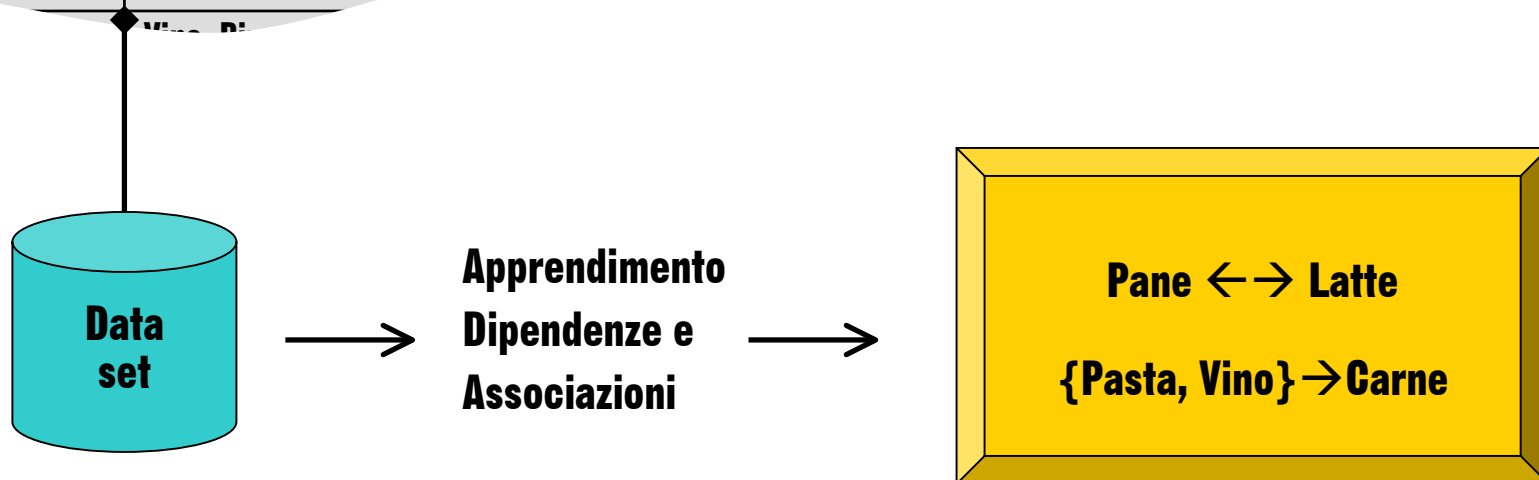 Data
set
Apprendimento
Dipendenze e
Associazioni
Pane ←→ Latte
{Pasta, Vino}→Carne